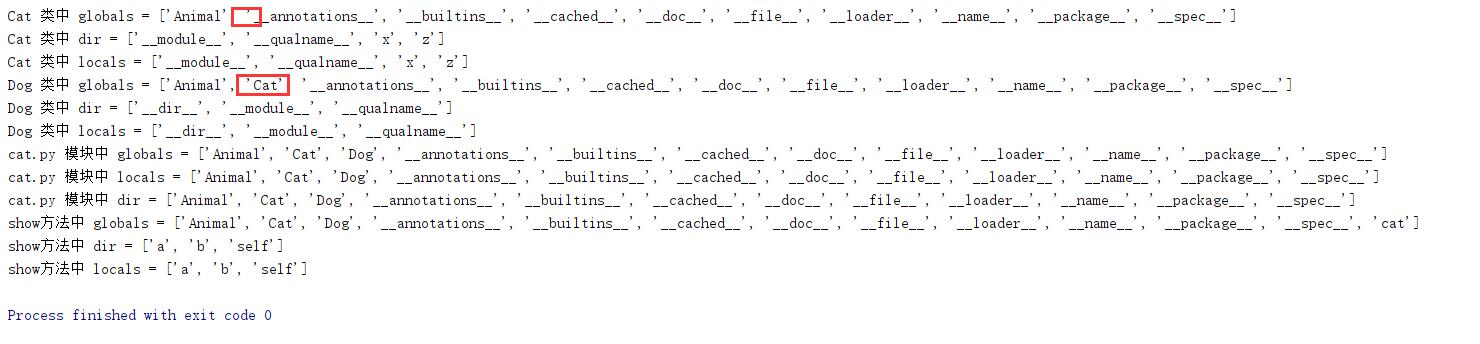 Cat 类中 globals = ['Animal', '__annotations__', '__builtins__', '__cached__', '__doc__', '__file__', '__loader__', '__name__', '__package__', '__spec__']
Cat 类中 dir = ['__module__', '__qualname__', 'x', 'z']
Cat 类中 locals = ['__module__', '__qualname__', 'x', 'z']
Dog 类中 globals = ['Animal', 'Cat', '__annotations__', '__builtins__', '__cached__', '__doc__', '__file__', '__loader__', '__name__', '__package__', '__spec__']
Dog 类中 dir = ['__dir__', '__module__', '__qualname__']
Dog 类中 locals = ['__dir__', '__module__', '__qualname__']
cat.py 模块中 globals = ['Animal', 'Cat', 'Dog', '__annotations__', '__builtins__', '__cached__', '__doc__', '__file__', '__loader__', '__name__', '__package__', '__spec__']
cat.py 模块中 locals = ['Animal', 'Cat', 'Dog', '__annotations__', '__builtins__', '__cached__', '__doc__', '__file__', '__loader__', '__name__', '__package__', '__spec__']
cat.py 模块中 dir = ['Animal', 'Cat', 'Dog', '__annotations__', '__builtins__', '__cached__', '__doc__', '__file__', '__loader__', '__name__', '__package__', '__spec__']
show方法中 globals = ['Animal', 'Cat', 'Dog', '__annotations__', '__builtins__', '__cached__', '__doc__', '__file__', '__loader__', '__name__', '__package__', '__spec__', 'cat']
show方法中 dir = ['a', 'b', 'self']
show方法中 locals = ['a', 'b', 'self']
Process finished with exit code 0